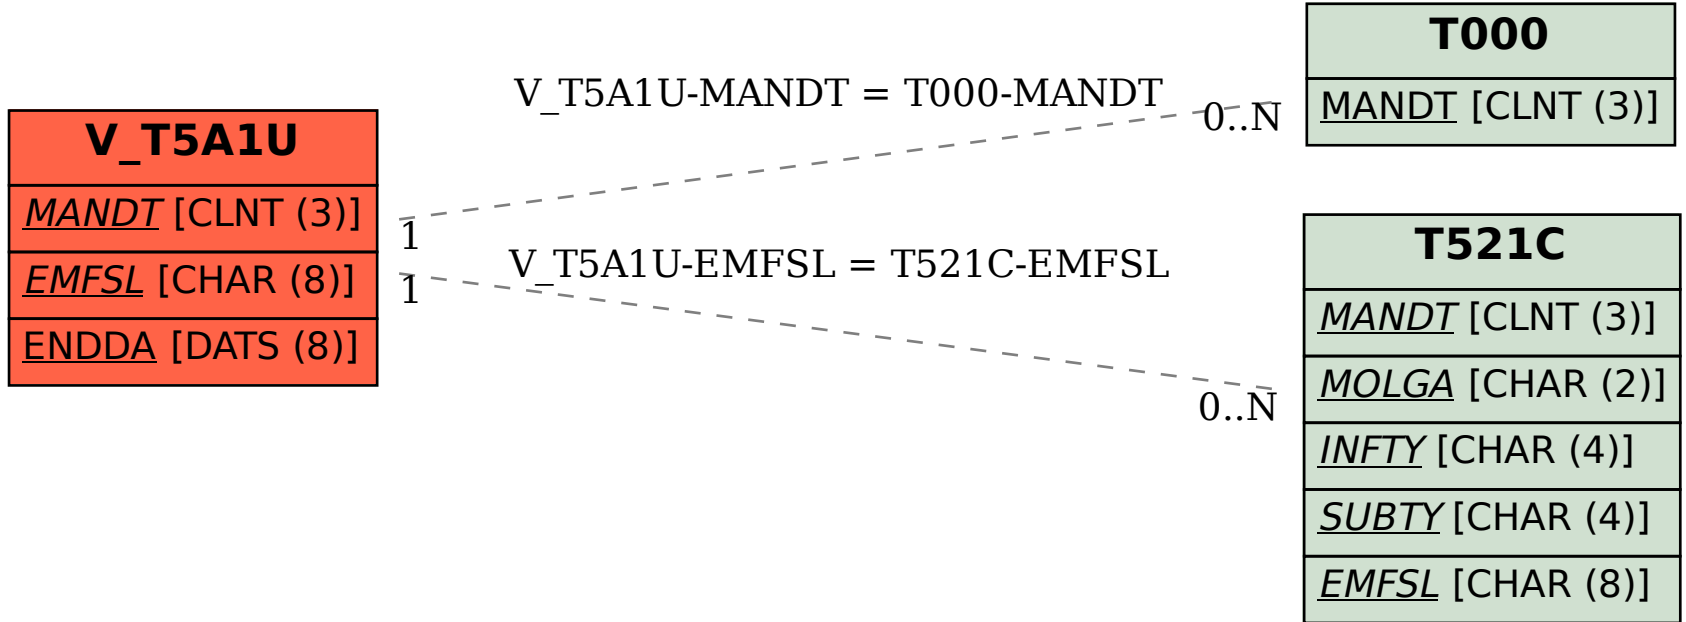 V_T5A1U
MANDT [CLNT (3)]
EMFSL [CHAR (8)]
ENDDA [DATS (8)]
V_T5A1U-MANDT = T000-MANDT
0..N
1
V_T5A1U-EMFSL = T521C-EMFSL
1
0..N
T000
MANDT [CLNT (3)]
T521C
MANDT [CLNT (3)]
MOLGA [CHAR (2)]
INFTY [CHAR (4)]
SUBTY [CHAR (4)]
EMFSL [CHAR (8)]